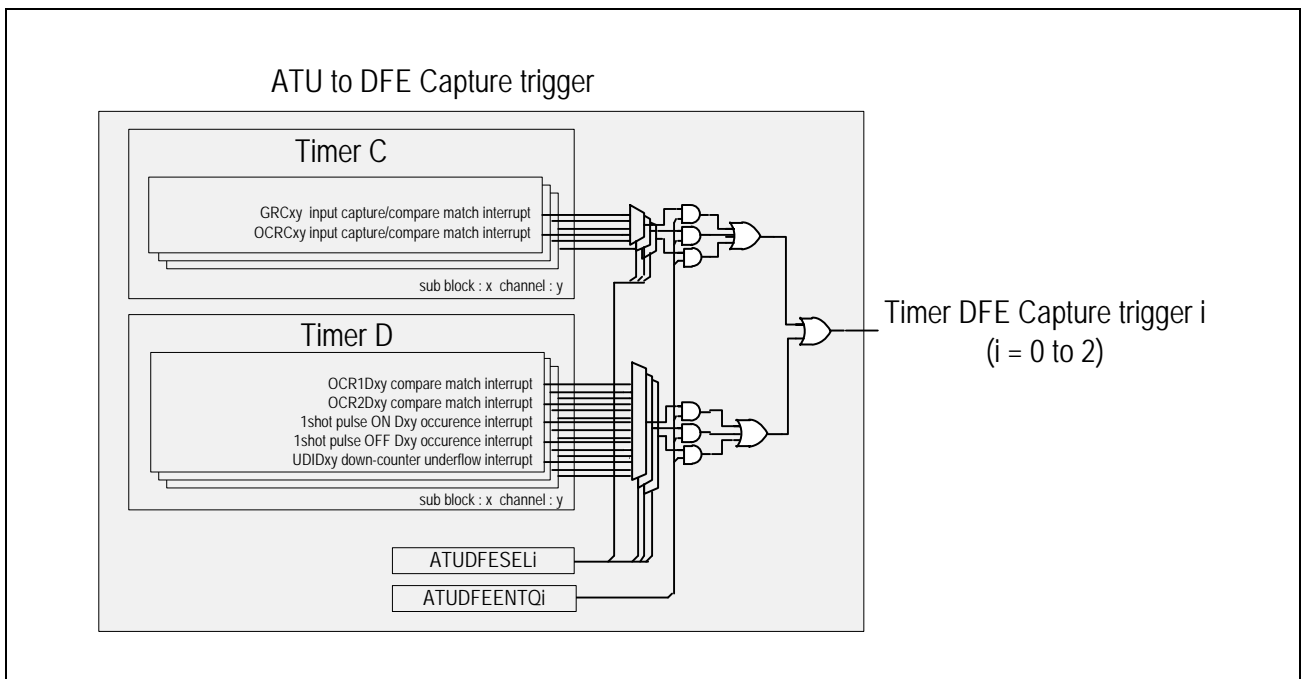 ATU to DFE Capture trigger
Timer C
GRCxy input capture/compare match interrupt
OCRCxy input capture/compare match interrupt
sub block : x channel : y
Timer D
OCR1Dxy compare match interrupt
OCR2Dxy compare match interrupt
1shot pulse ON Dxy occurence interrupt
1shot pulse OFF Dxy occurence interrupt
UDIDxy down-counter underflow interrupt
sub block : x channel : y
ATUDFESELi
ATUDFEENTQi
Timer DFE Capture trigger i
(i = 0 to 2)